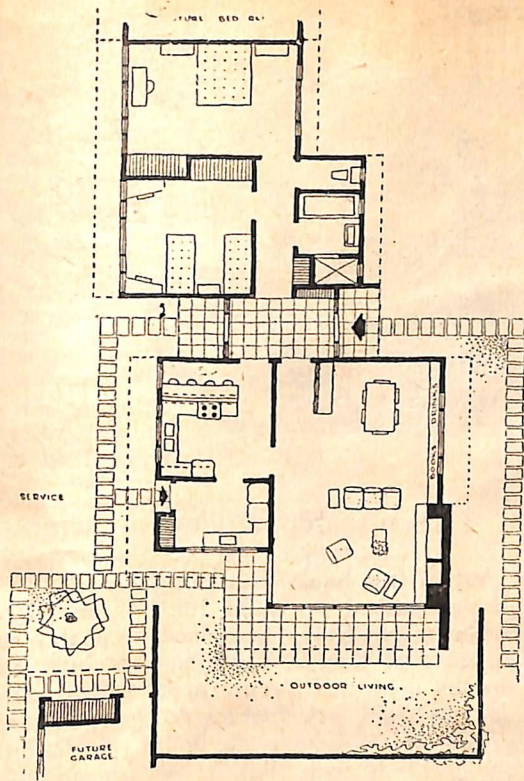 BED
BOOKS DRINKS
SERVICE
OUTDOOR LIVING
FUTURE
GARAGE